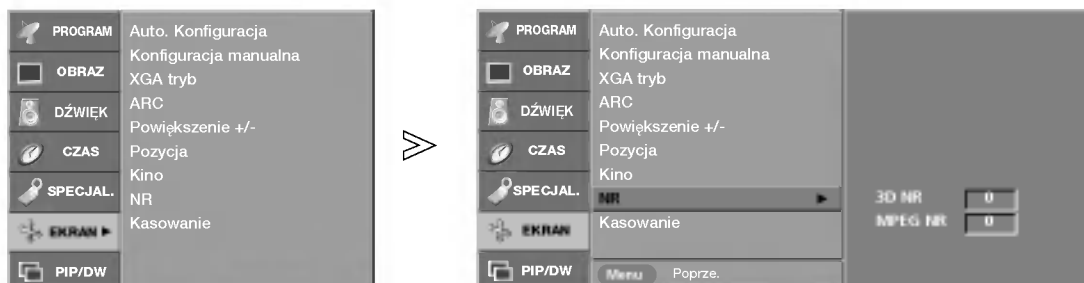 PROGRAM
OBRAZ
DŹWIĘK
CZAS
SPECJAL.
EKRAN
PIP/DW
Auto. Konfiguracja
Konfiguracja manualna
XGA tryb
ARC
Powiększenie +/-
Pozycja
Kino
NR
Kasowanie
PROGRAM
OBRAZ
DŹWIĘK
CZAS
SPECJAL.
EKRAN
PIP/DW
Auto. Konfiguracja
Konfiguracja manualna
XGA tryb
ARC
Powiększenie +/-
Pozycja
Kino
NR
Kasowanie
Menu Poprze.
3D NR 0
MPEG NR 0